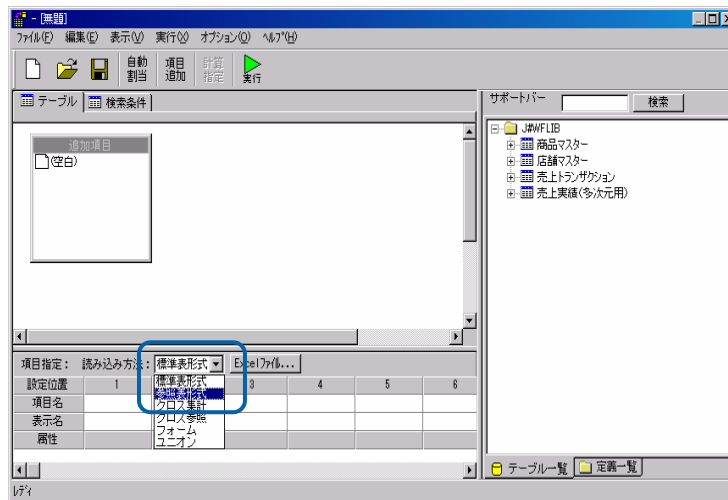 - [無題]
ファイル(F) 編集(E) 表示(V) 実行(X) オプション(O) ヘルプ(H)
自動割当 項目追加 計算指定 実行
テーブル 検索条件
追加項目
(空白)
サポートバー 検索
J#WFLIB
商品マスター
店舗マスター
売上トランザクション
売上実績(多次元用)
項目指定: 読み込み方法: 標準表形式 Excelファイル...
設定位置 1 3 4 5 6
項目名
表示名
属性
標準表形式
参照表形式
クロス集計
クロス参照
フォーム
ユニオン
テーブル一覧 定義一覧
レディ